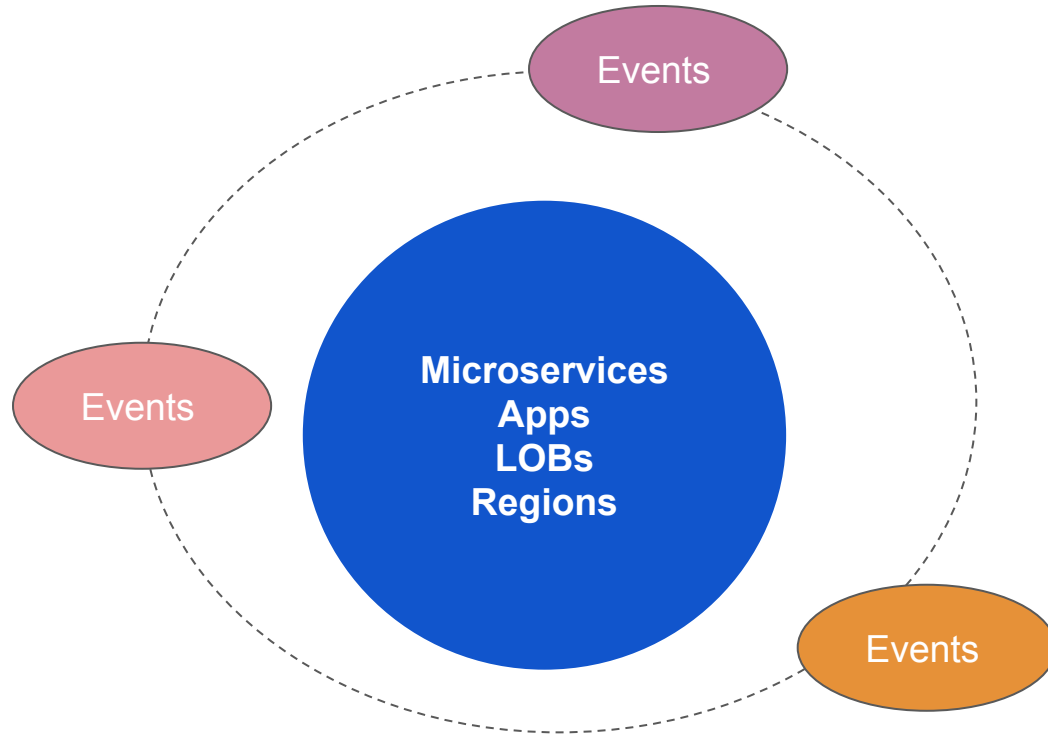 Events
Microservices
Apps
LOBs
Regions
Events
Events